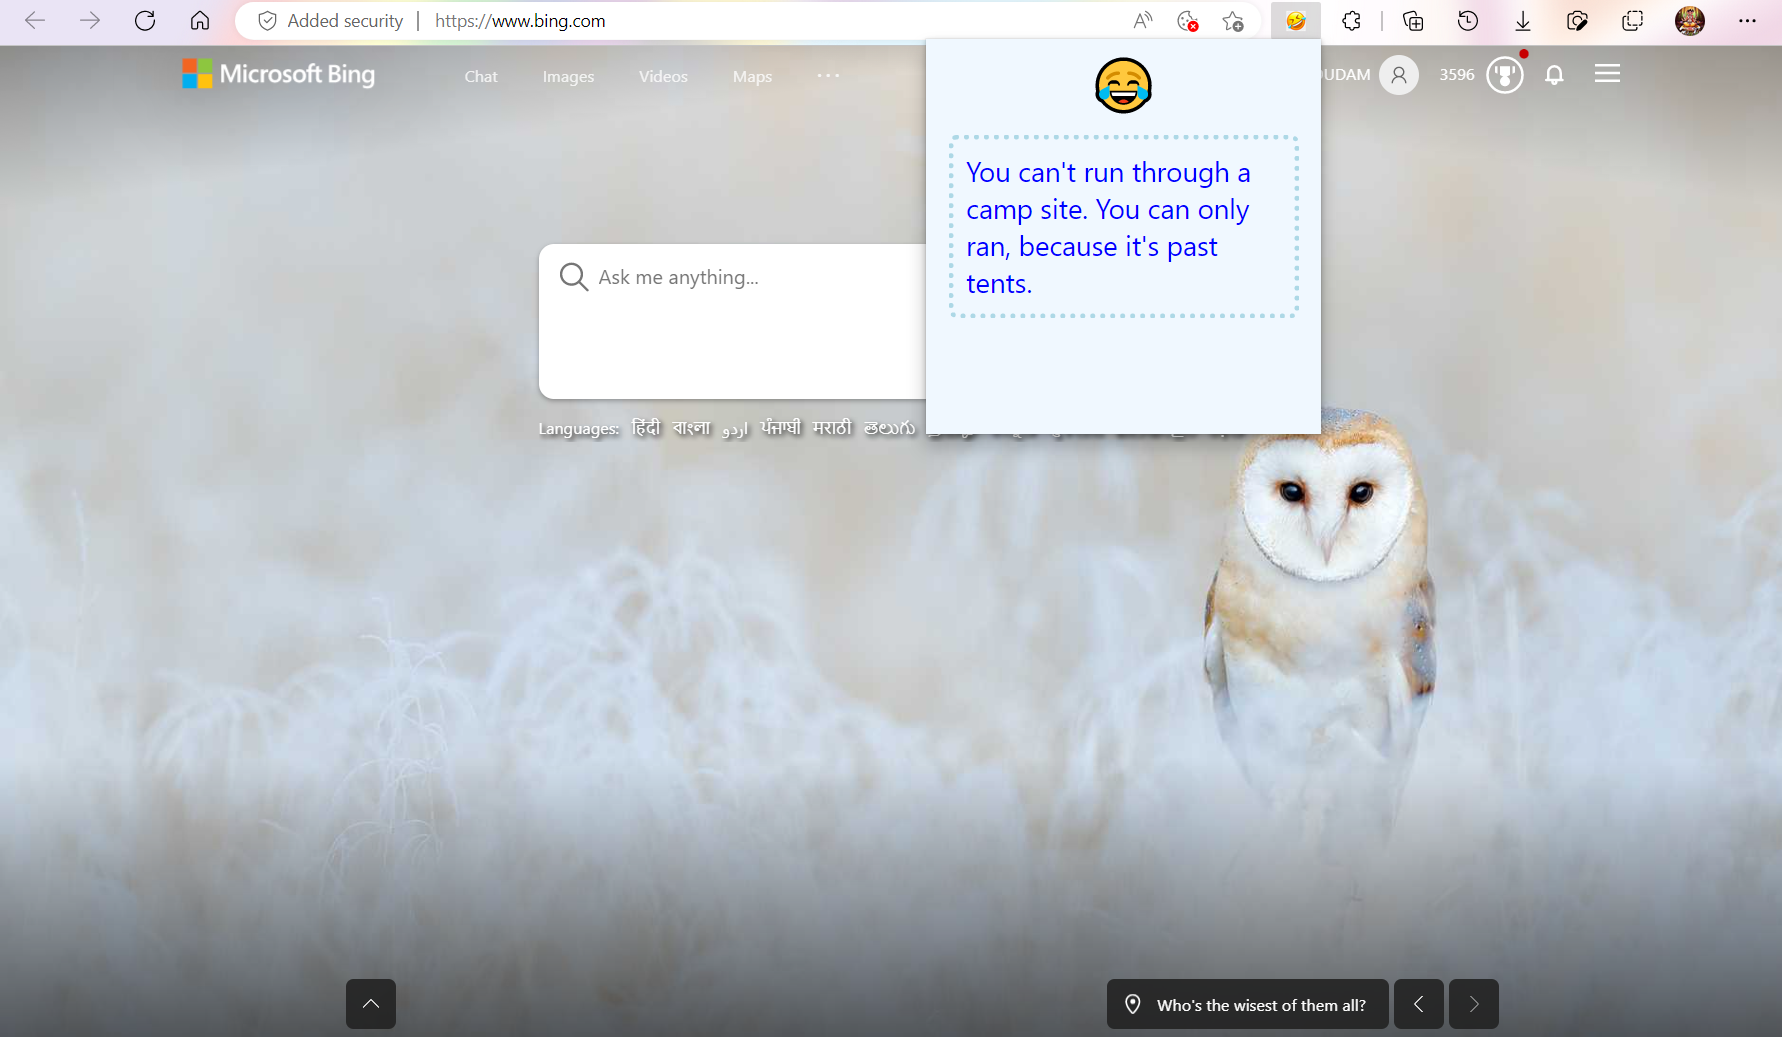 Added security | https://www.bing.com
Microsoft Bing
Chat Images Videos Maps
UDAM
3596
You can't run through a
camp site. You can only
ran, because it's past
tents.
Ask me anything...
Languages: हिंदी বাংলা اردو ਪੰਜਾਬੀ मराठी తెలుగు
Who's the wisest of them all?